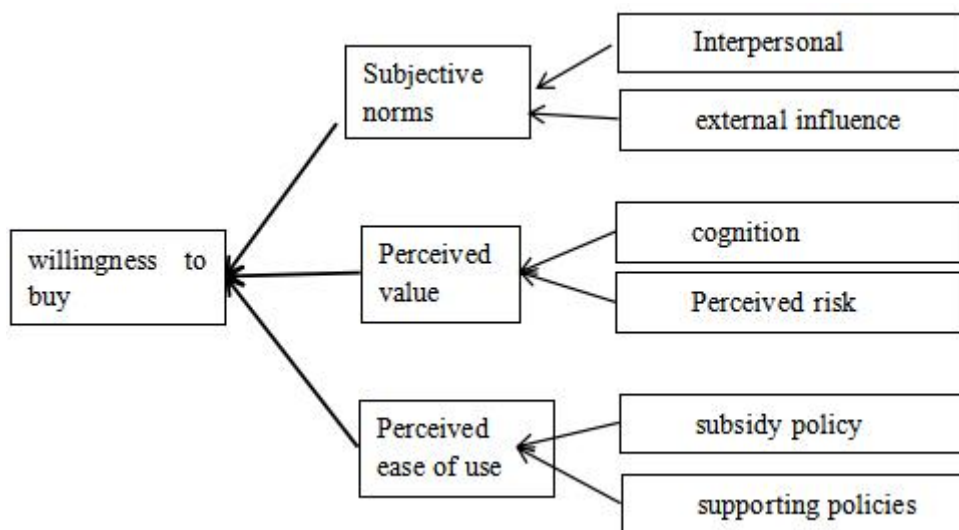 Interpersonal
Subjective
norms
external influence
willingness to
buy
Perceived
value
cognition
Perceived risk
Perceived
ease of use
subsidy policy
supporting policies